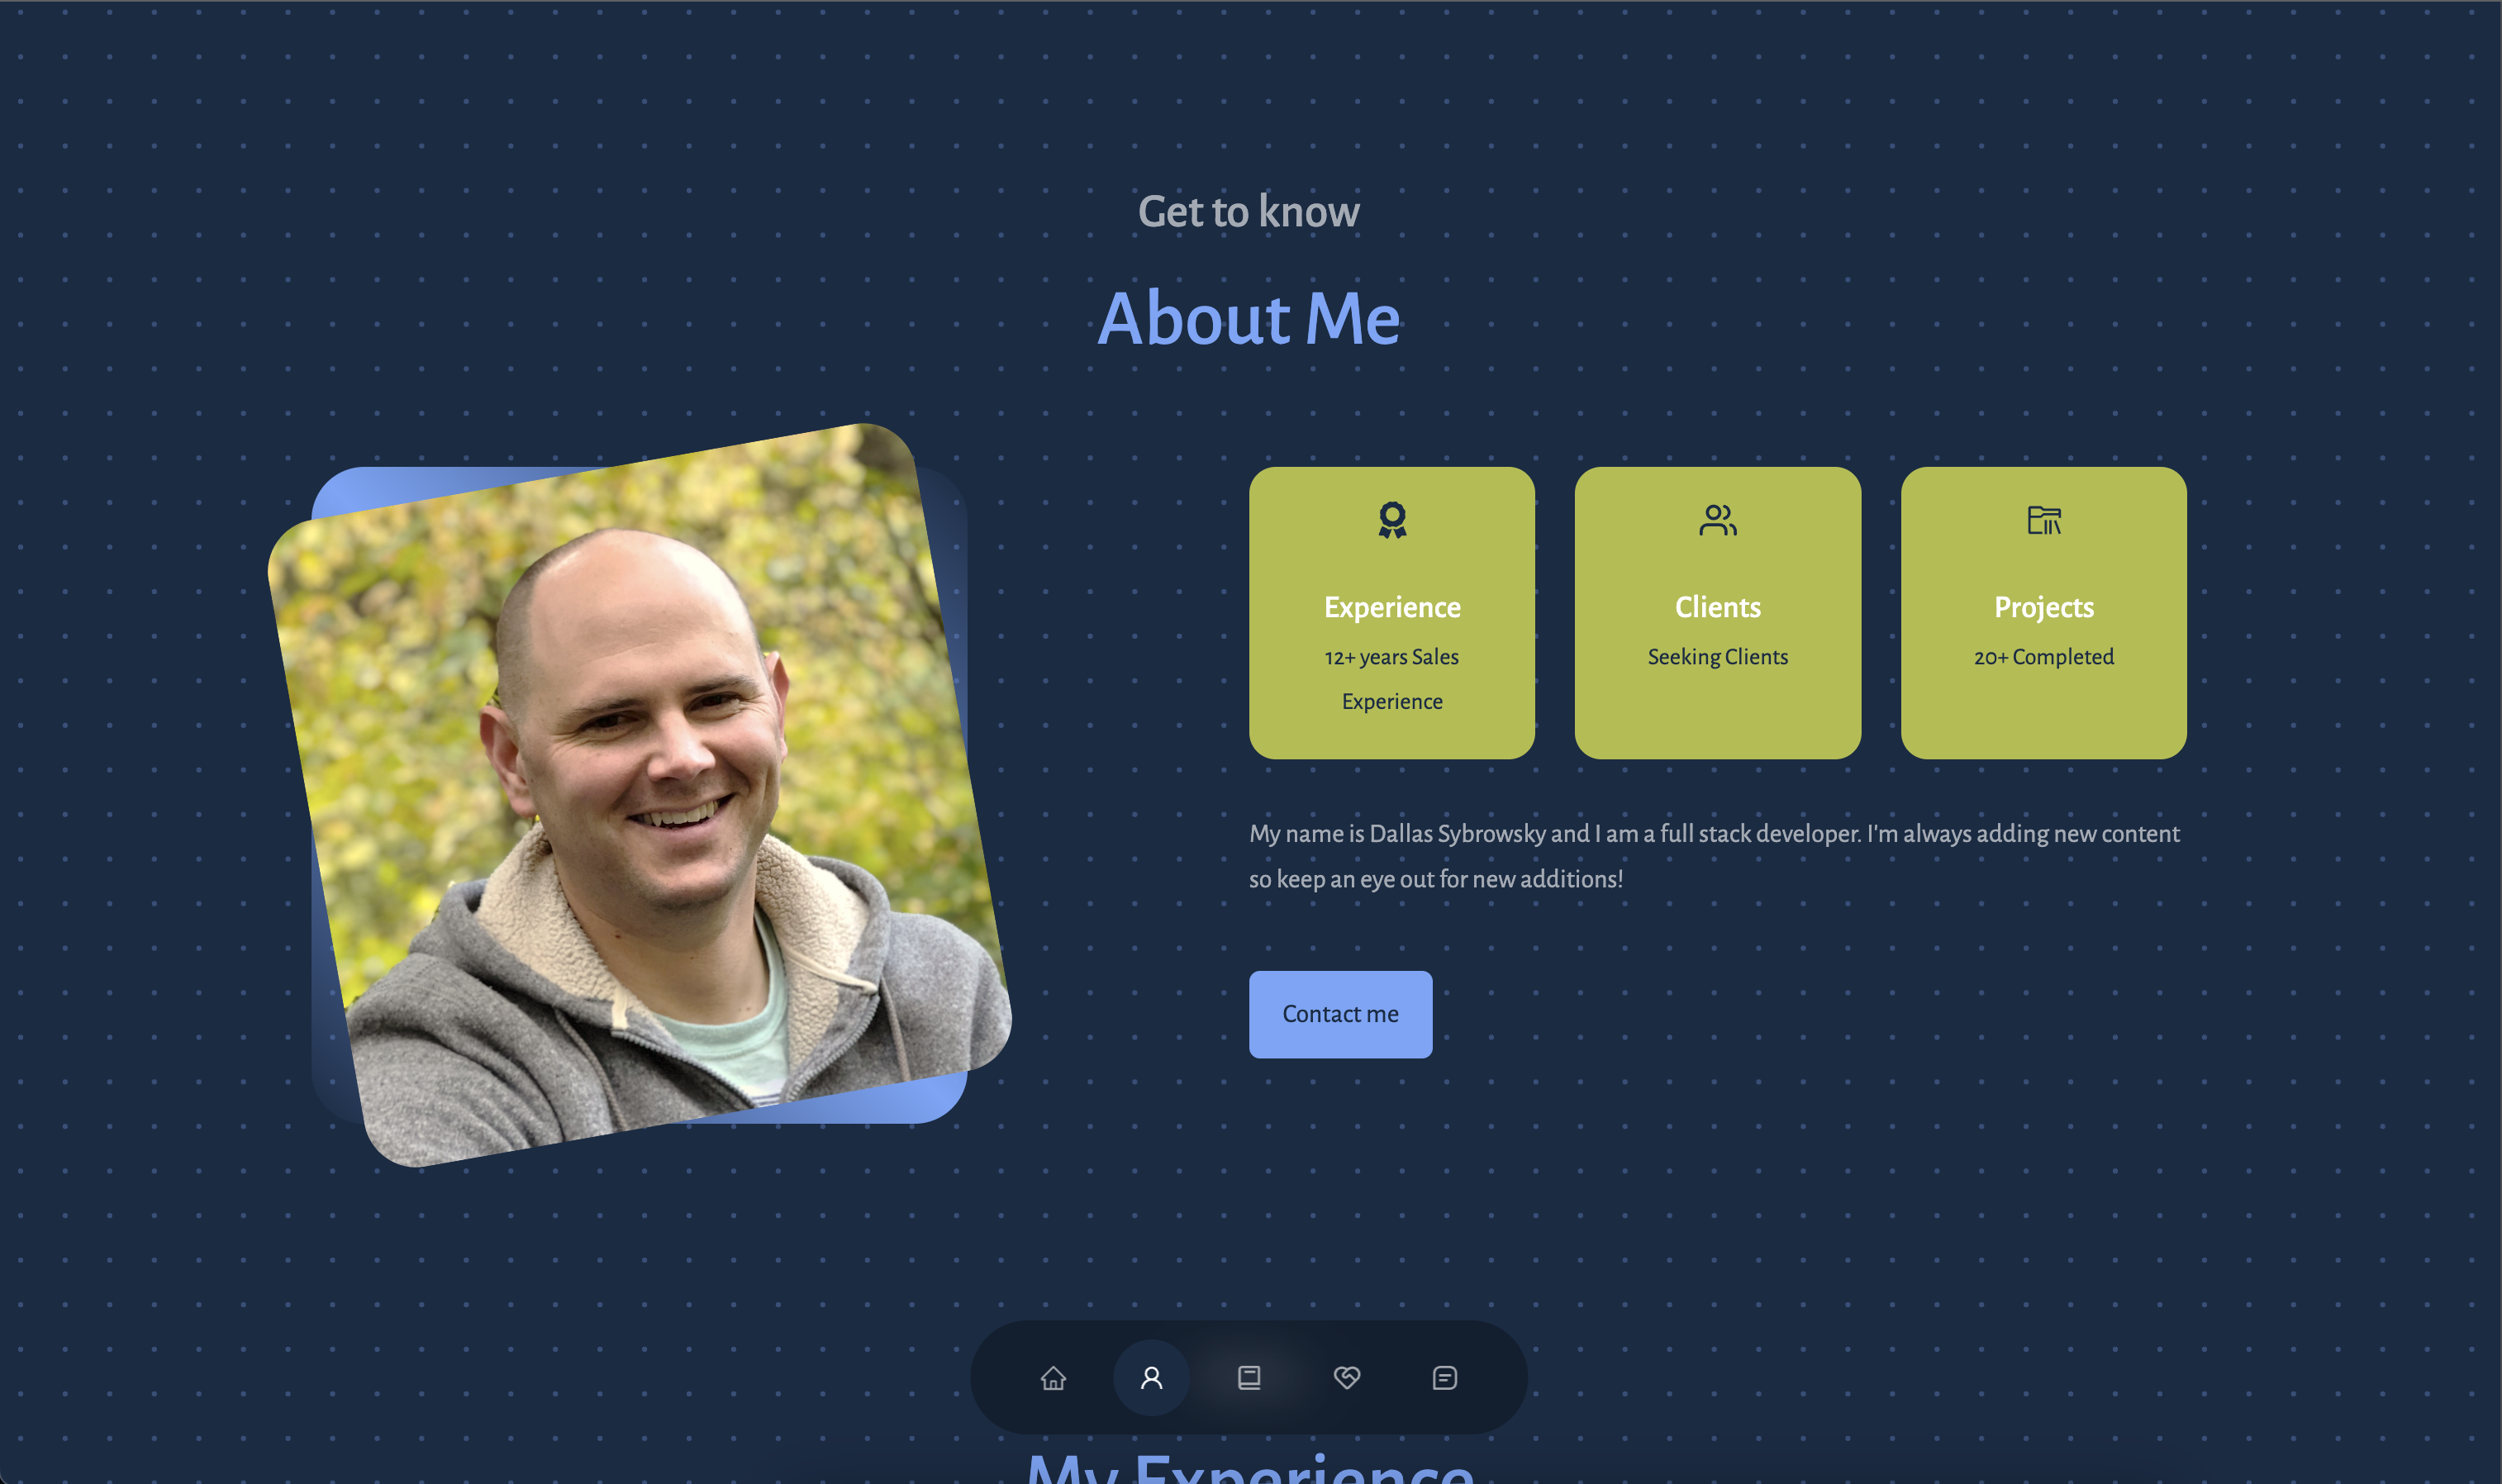 Get to know
About Me
Experience
12+ years Sales
Experience
Clients
Seeking Clients
Projects
20+ Completed
My name is Dallas Sybrowsky and I am a full stack developer. I'm always adding new content
so keep an eye out for new additions!
Contact me
My Experience